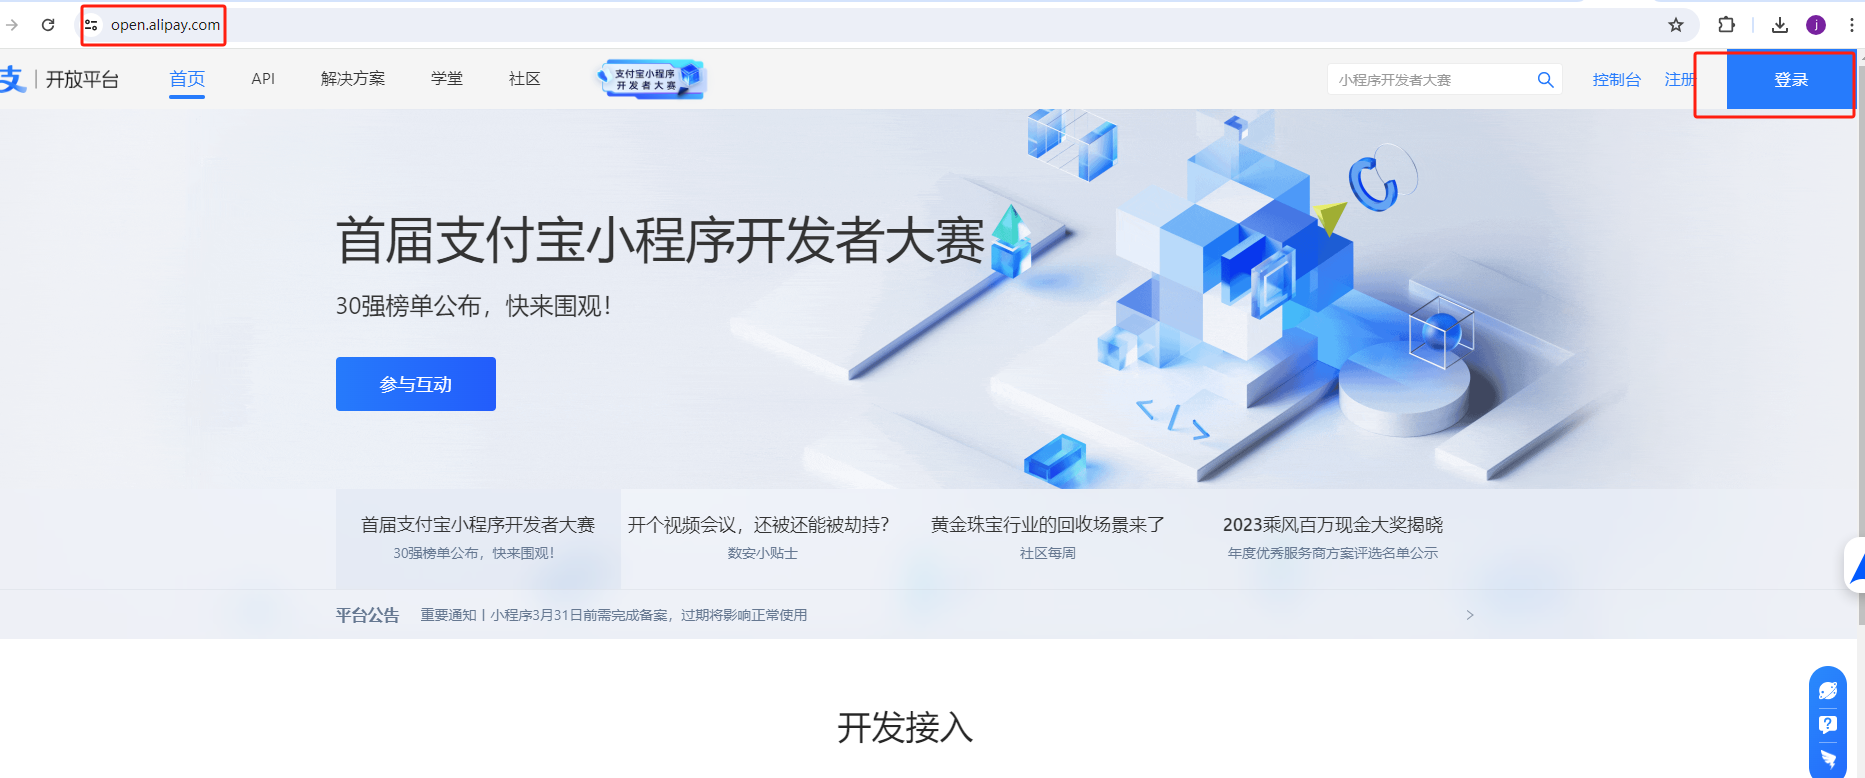 open.alipay.com
j
支 | 开放平台
首页
API
解决方案
学堂
社区
支付宝小程序
开发者大赛
小程序开发者大赛
控制台
注册
登录
首届支付宝小程序开发者大赛
30强榜单公布，快来围观！
参与互动
</>
首届支付宝小程序开发者大赛
30强榜单公布，快来围观！
开个视频会议，还被还能被劫持？
数安小贴士
黄金珠宝行业的回收场景来了
社区每周
2023乘风百万现金大奖揭晓
年度优秀服务商方案评选名单公示
平台公告
重要通知丨小程序3月31日前需完成备案，过期将影响正常使用
开发接入